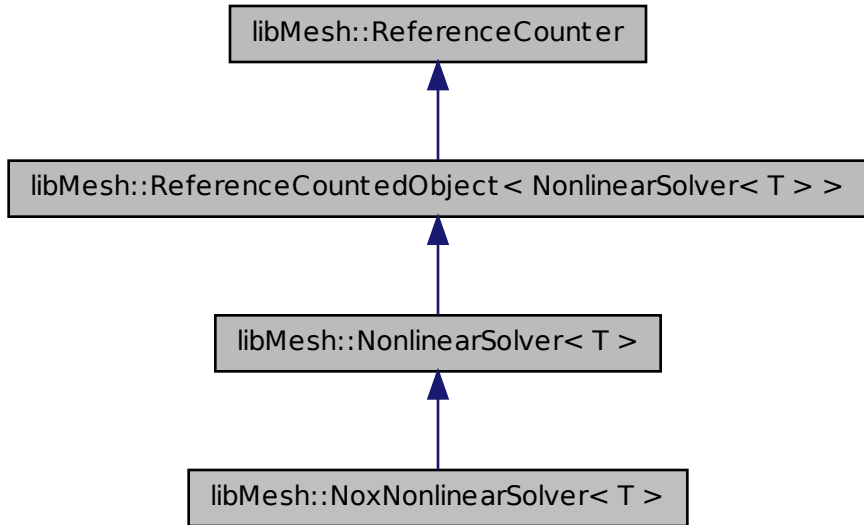 libMesh::ReferenceCounter
libMesh::ReferenceCountedObject< NonlinearSolver< T > >
libMesh::NonlinearSolver< T >
libMesh::NoxNonlinearSolver< T >